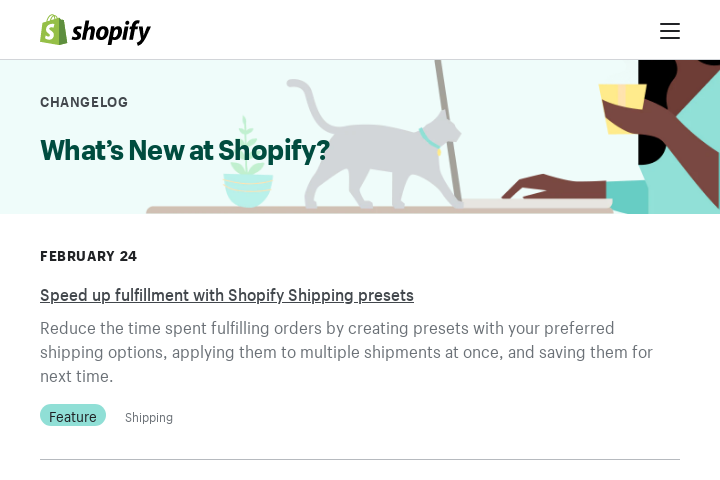 shopify
CHANGELOG
What’s New at Shopify?
FEBRUARY 24
Speed up fulfillment with Shopify Shipping presets
Reduce the time spent fulfilling orders by creating presets with your preferred
shipping options, applying them to multiple shipments at once, and saving them for
next time.
Feature Shipping